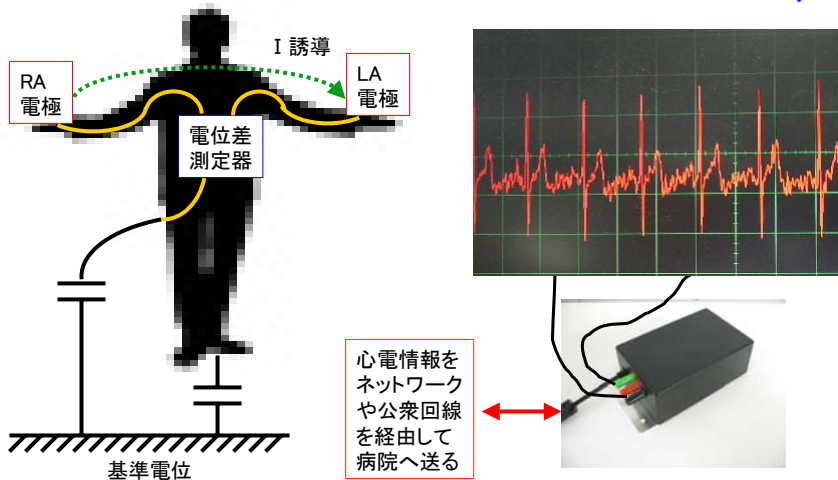 I 誘導
RA
電極
LA
電極
電位差
測定器
心電情報を
ネットワーク
や公衆回線
を経由して
病院へ送る
基準電位